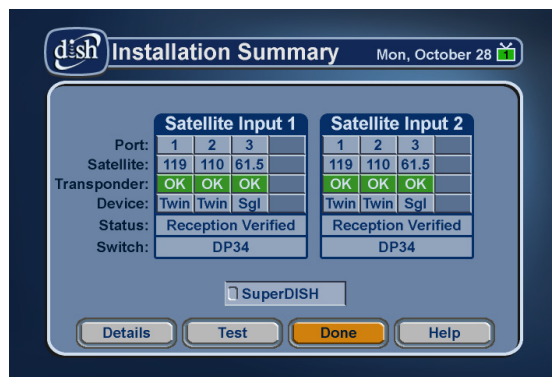 dish Installation Summary Mon, October 28 1
Satellite Input 1 Satellite Input 2
Port: 1 2 3 1 2 3
Satellite: 119 110 61.5 119 110 61.5
Transponder: OK OK OK OK OK OK
Device: Twin Twin Sgl Twin Twin Sgl
Status: Reception Verified Reception Verified
Switch: DP34 DP34
SuperDISH
Details Test Done Help